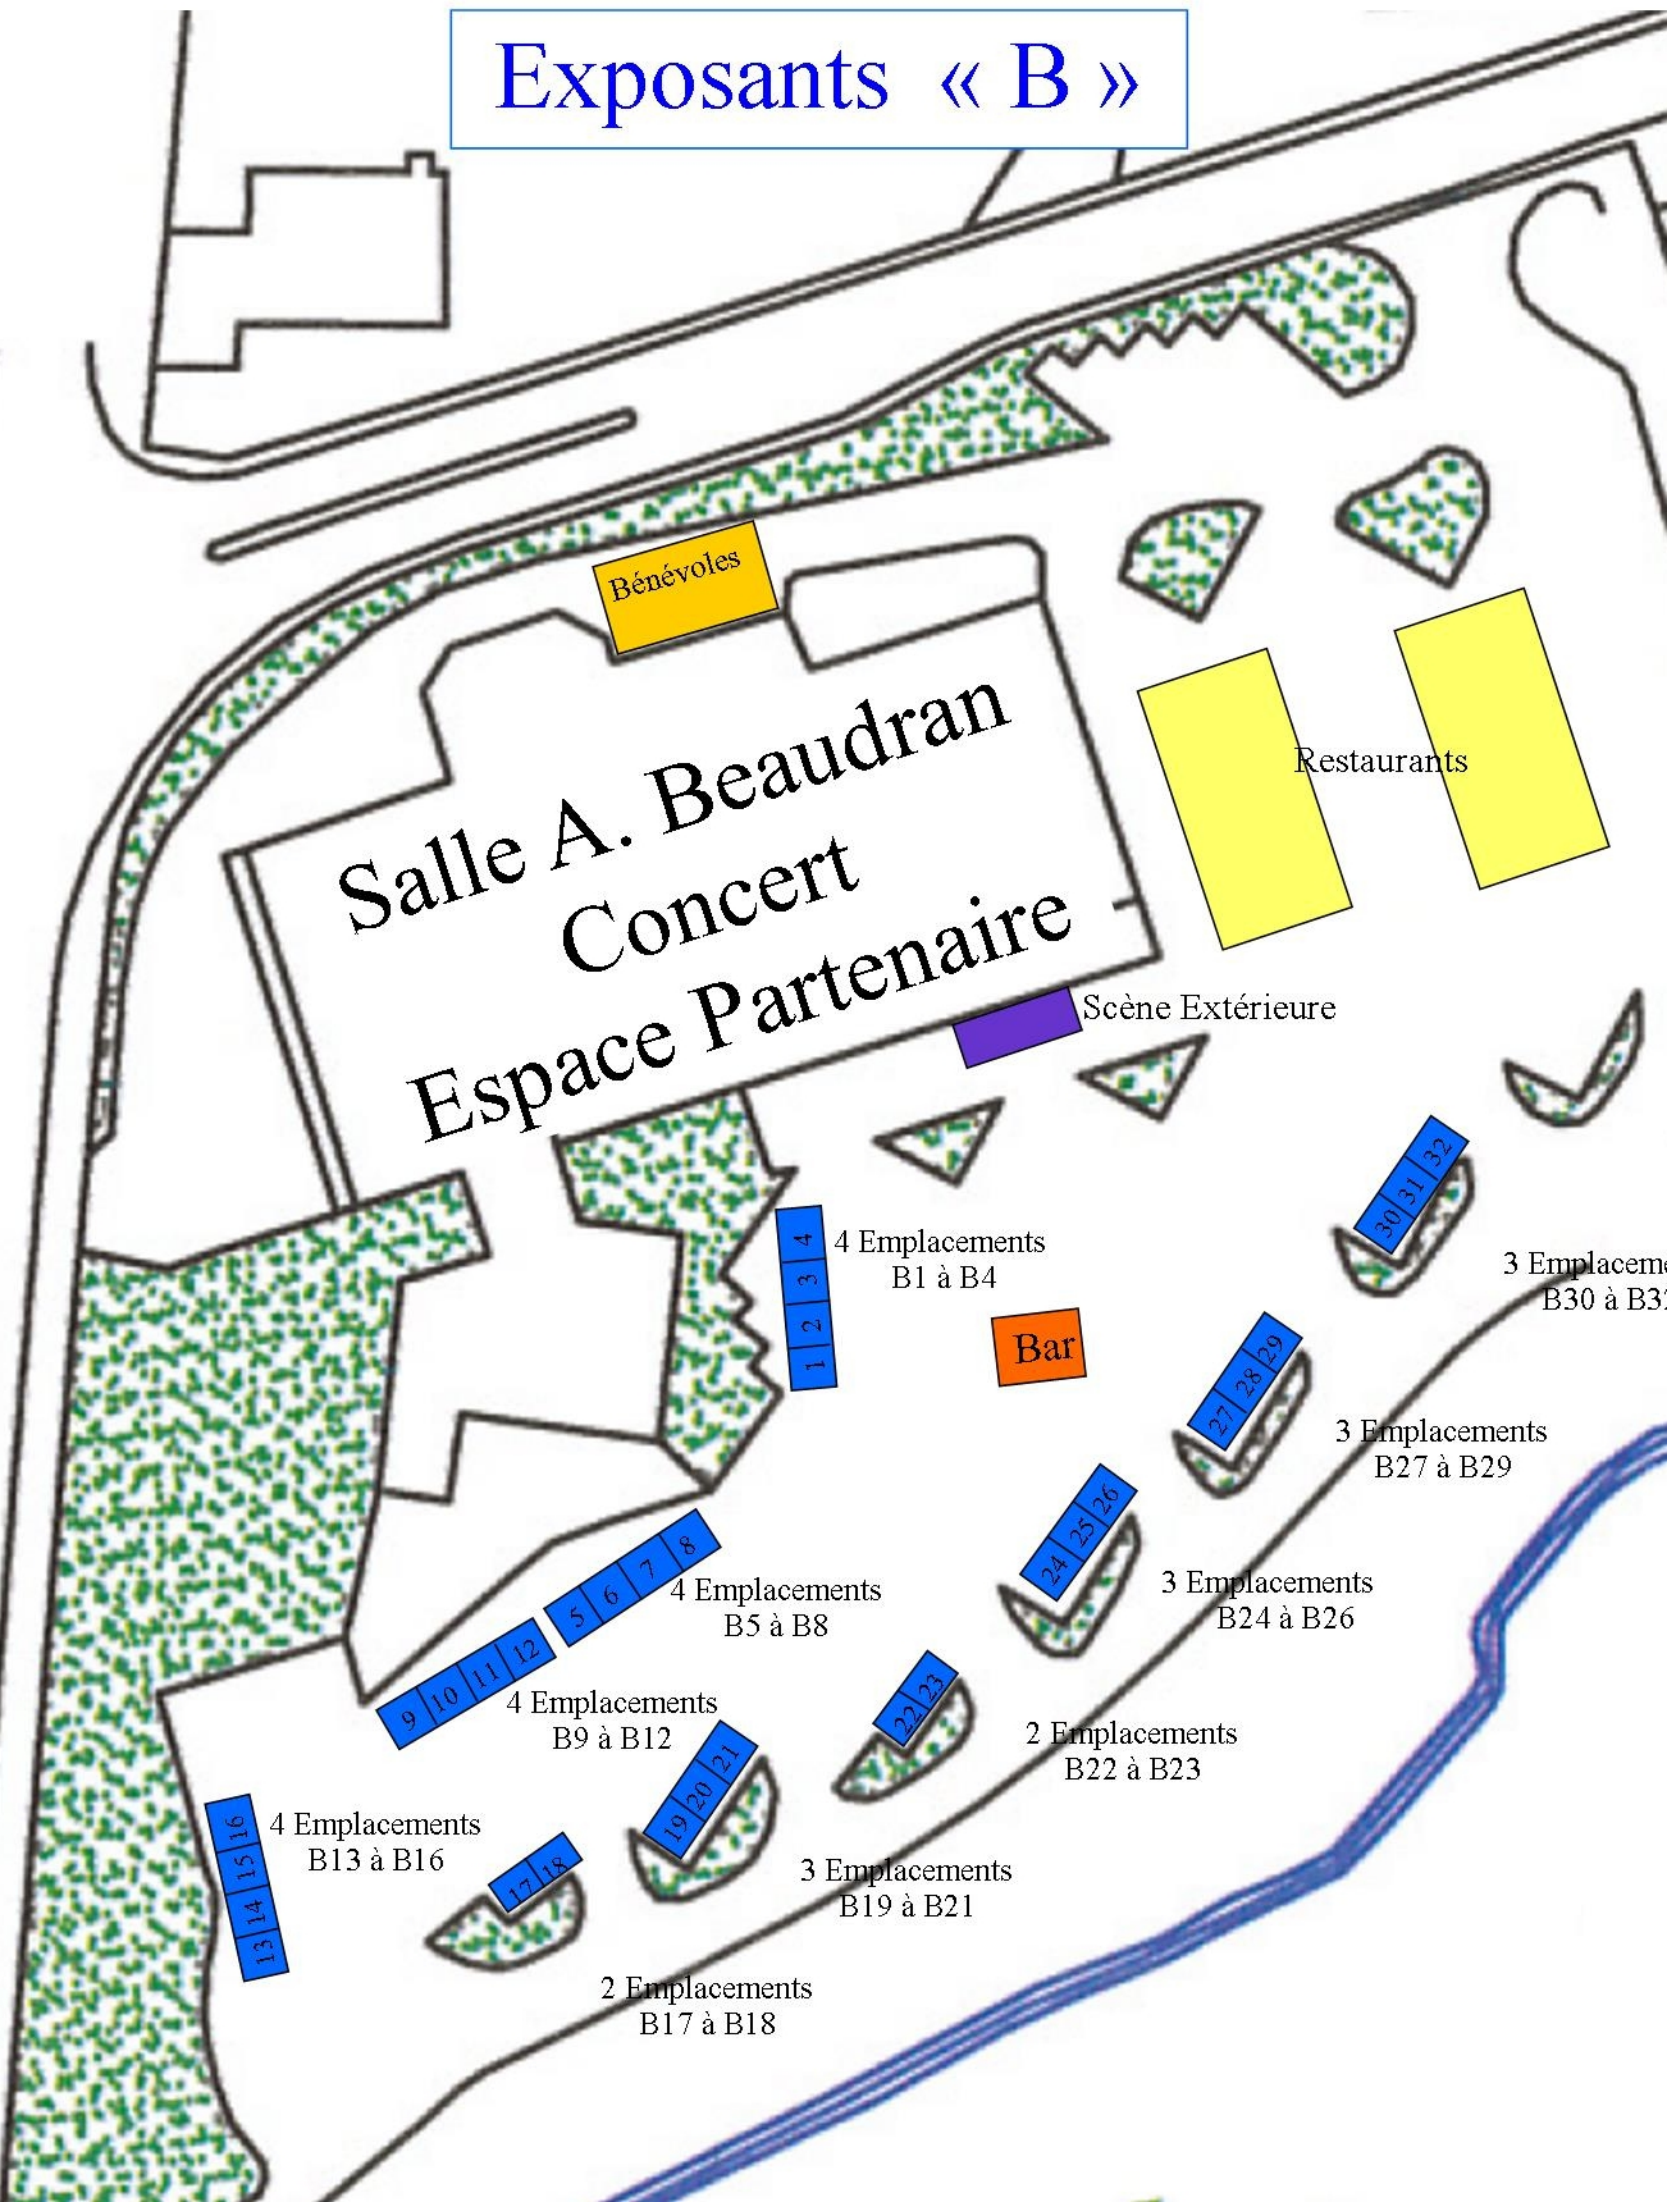 Exposants « B »
Bénévoles
Salle A. Beaudran
Concert
Espace Partenaire
Restaurants
Scène Extérieure
4
3
2
1
4 Emplacements
B1 à B4
Bar
30 31 32
3 Emplaceme
B30 à B3
27 28 29
3 Emplacements
B27 à B29
24 25 26
3 Emplacements
B24 à B26
5 6 7 8
4 Emplacements
B5 à B8
9 10 11 12
4 Emplacements
B9 à B12
22 23
2 Emplacements
B22 à B23
19 20 21
3 Emplacements
B19 à B21
16
15
14
13
4 Emplacements
B13 à B16
17 18
2 Emplacements
B17 à B18